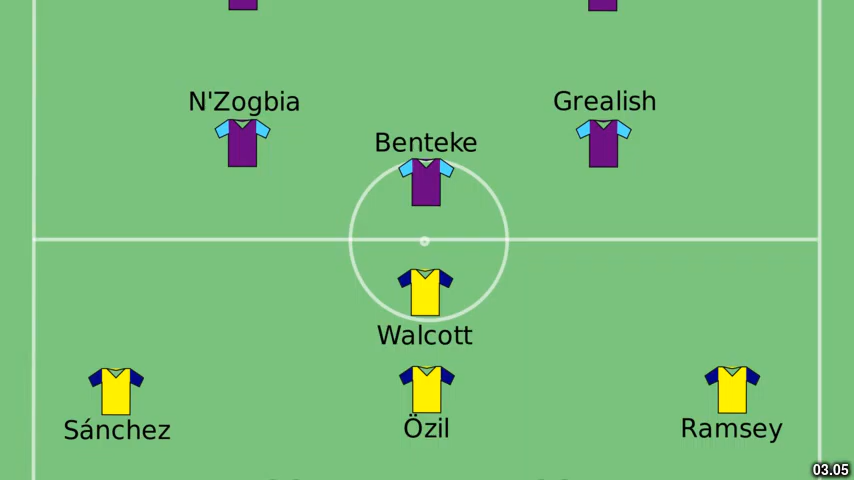 N'Zogbia
Grealish
Benteke
Walcott
Sánchez
Özil
Ramsey
03.05